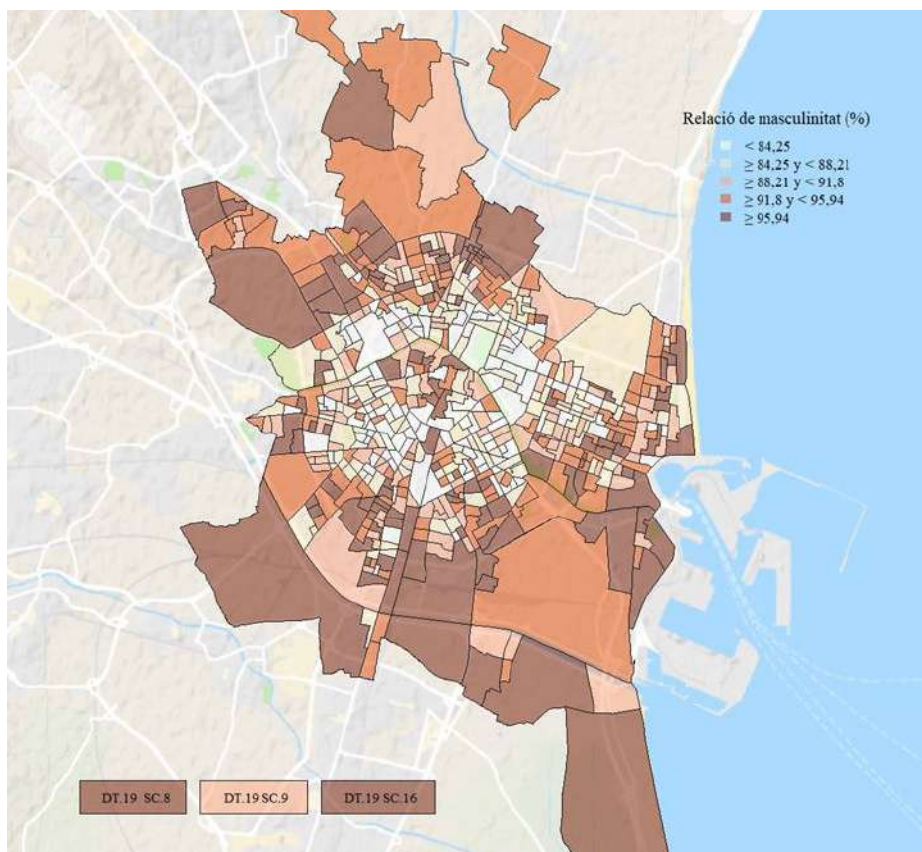 Relació de masculinitat (%)
< 84,25
≥ 84,25 y < 88,21
≥ 88,21 y < 91,8
≥ 91,8 y < 95,94
≥ 95,94
DT.19 SC.8
DT.19 SC.9
DT.19 SC.16